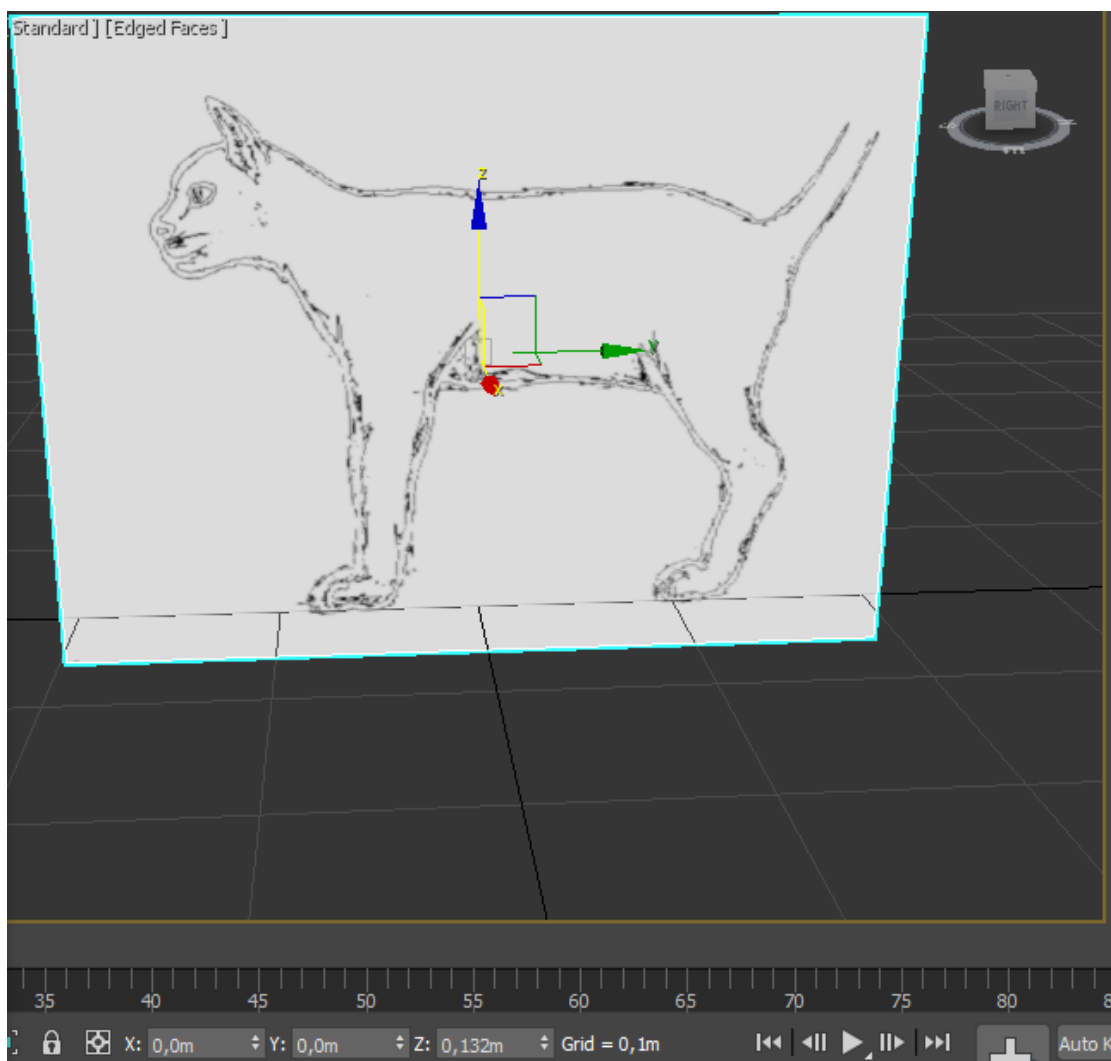 Standard ] [Edged Faces ]
RIGHT
z
y
x
35 40 45 50 55 60 65 70 75 80
X: 0,0m Y: 0,0m Z: 0,132m Grid = 0,1m Auto K